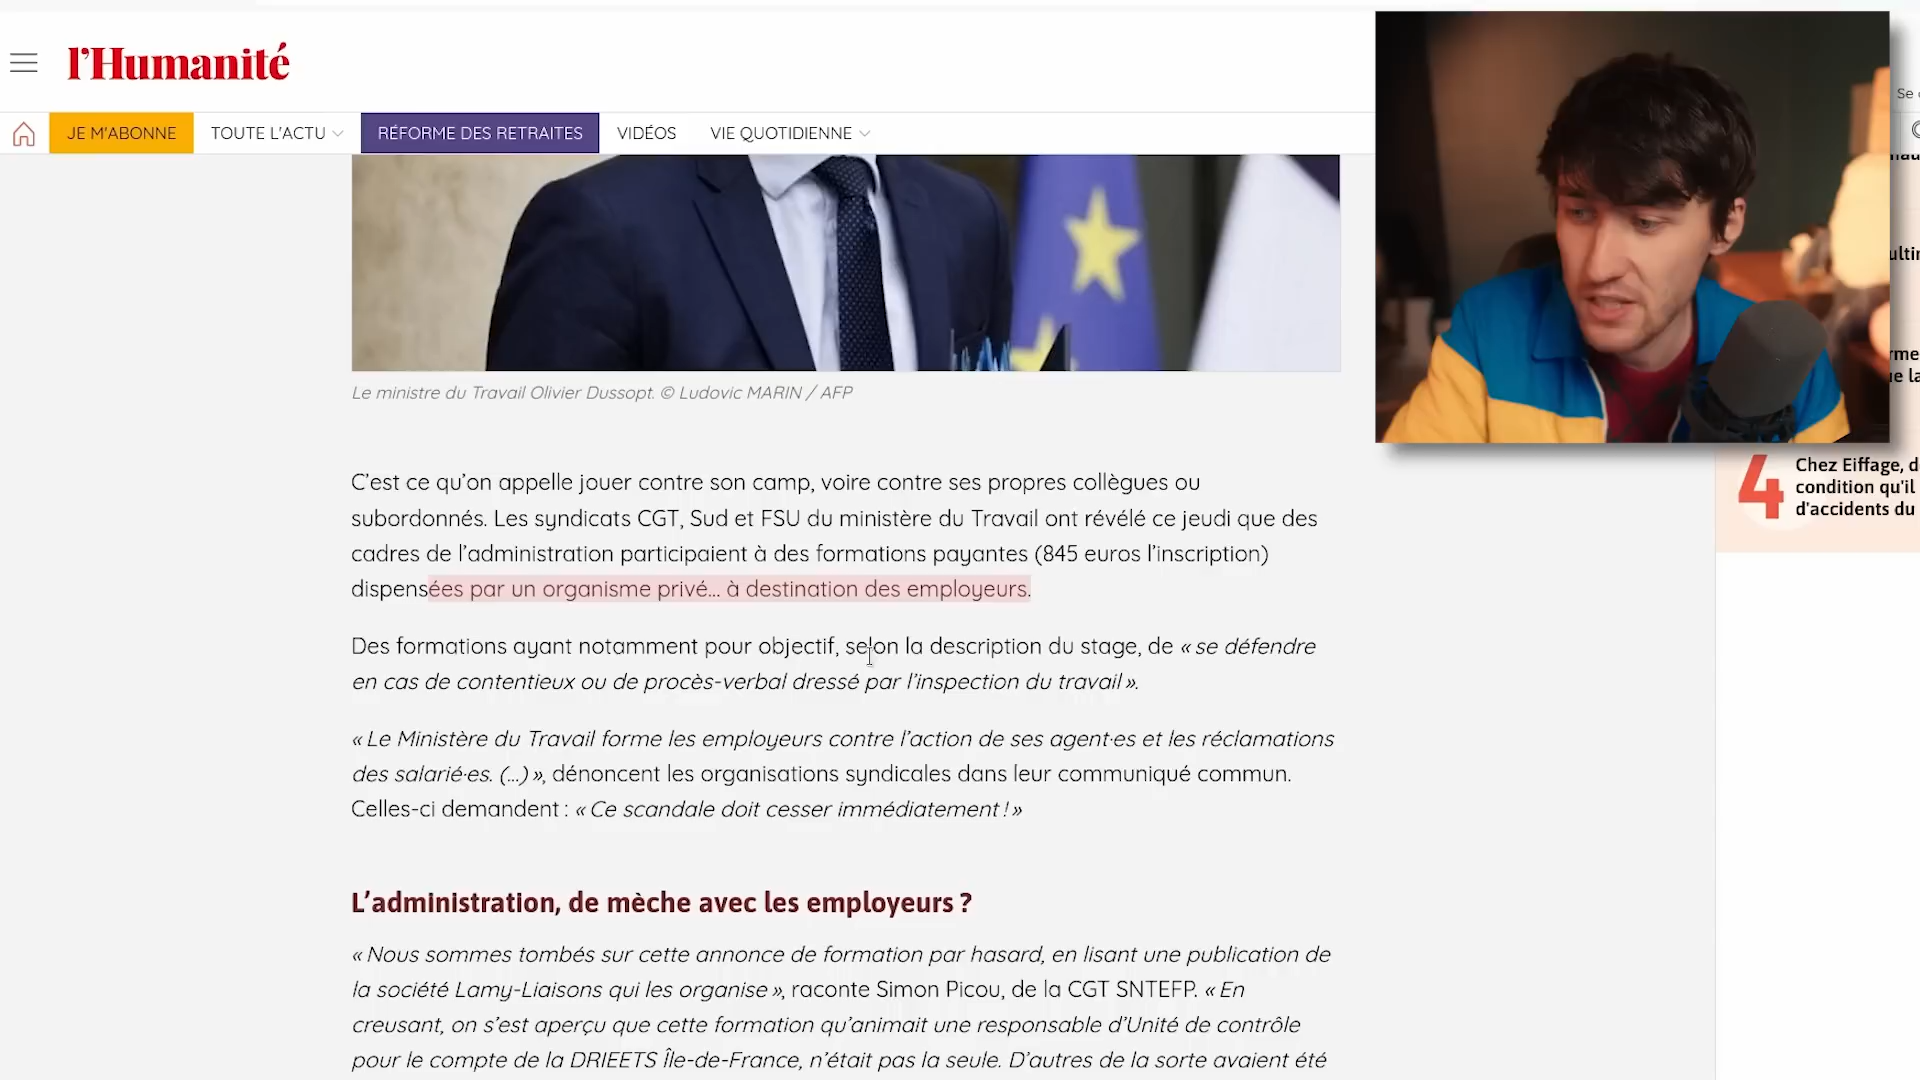 l'Humanité
Se
JE M'ABONNE
TOUTE L'ACTU
RÉFORME DES RETRAITES
VIDÉOS
VIE QUOTIDIENNE
Le ministre du Travail Olivier Dussopt. © Ludovic MARIN / AFP
C’est ce qu’on appelle jouer contre son camp, voire contre ses propres collègues ou
subordonnés. Les syndicats CGT, Sud et FSU du ministère du Travail ont révélé ce jeudi que des
cadres de l’administration participaient à des formations payantes (845 euros l’inscription)
dispensées par un organisme privé... à destination des employeurs.
Des formations ayant notamment pour objectif, selon la description du stage, de « se défendre
en cas de contentieux ou de procès-verbal dressé par l’inspection du travail ».
« Le Ministère du Travail forme les employeurs contre l’action de ses agent·es et les réclamations
des salarié·es. (...) », dénoncent les organisations syndicales dans leur communiqué commun.
Celles-ci demandent : « Ce scandale doit cesser immédiatement ! »
L’administration, de mèche avec les employeurs ?
« Nous sommes tombés sur cette annonce de formation par hasard, en lisant une publication de
la société Lamy-Liaisons qui les organise », raconte Simon Picou, de la CGT SNTEFP. « En
creusant, on s’est aperçu que cette formation qu’animait une responsable d’Unité de contrôle
pour le compte de la DRIEETS Île-de-France, n’était pas la seule. D’autres de la sorte avaient été
4
Chez Eiffage, d
condition qu'il
d'accidents du